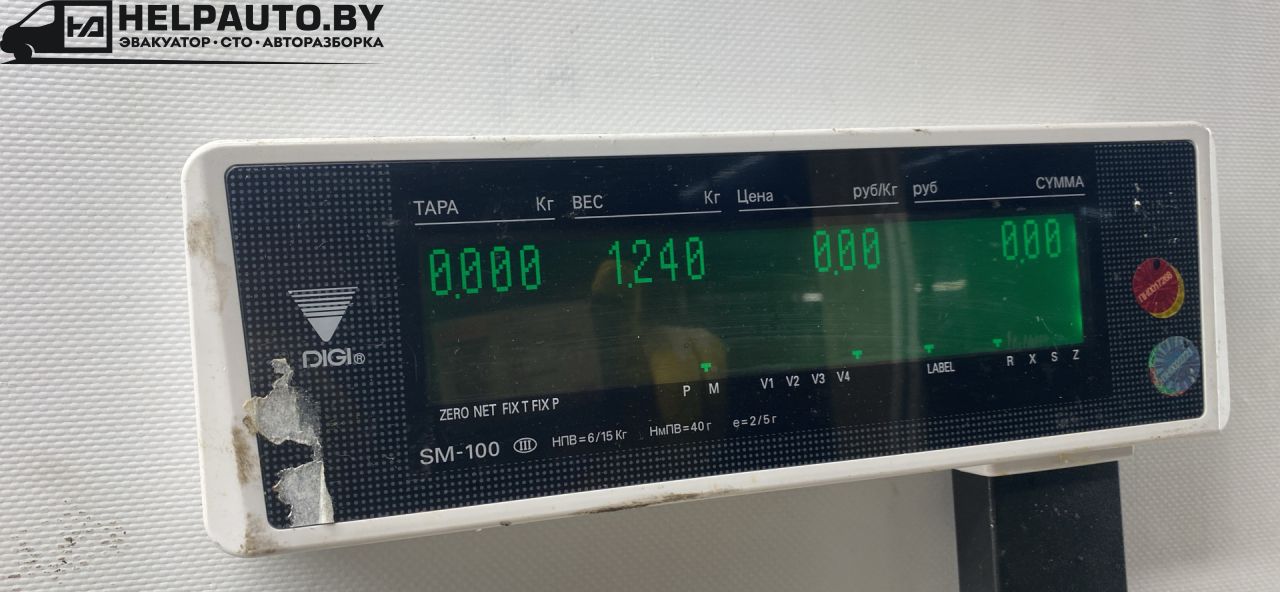 HELPAUTO.BY
ЭВАКУАТОР·СТО·АВТОРАЗБОРКА
ТАРА Кг ВЕС Кг Цена руб/Кг руб СУММА
0.000 1.240 0.00 0.00
DIGI®
P M V1 V2 V3 V4 LABEL R X S Z
ZERO NET FIX T FIX P
SM-100 III НПВ=6/15 Кг НмПВ=40 г e=2/5 г